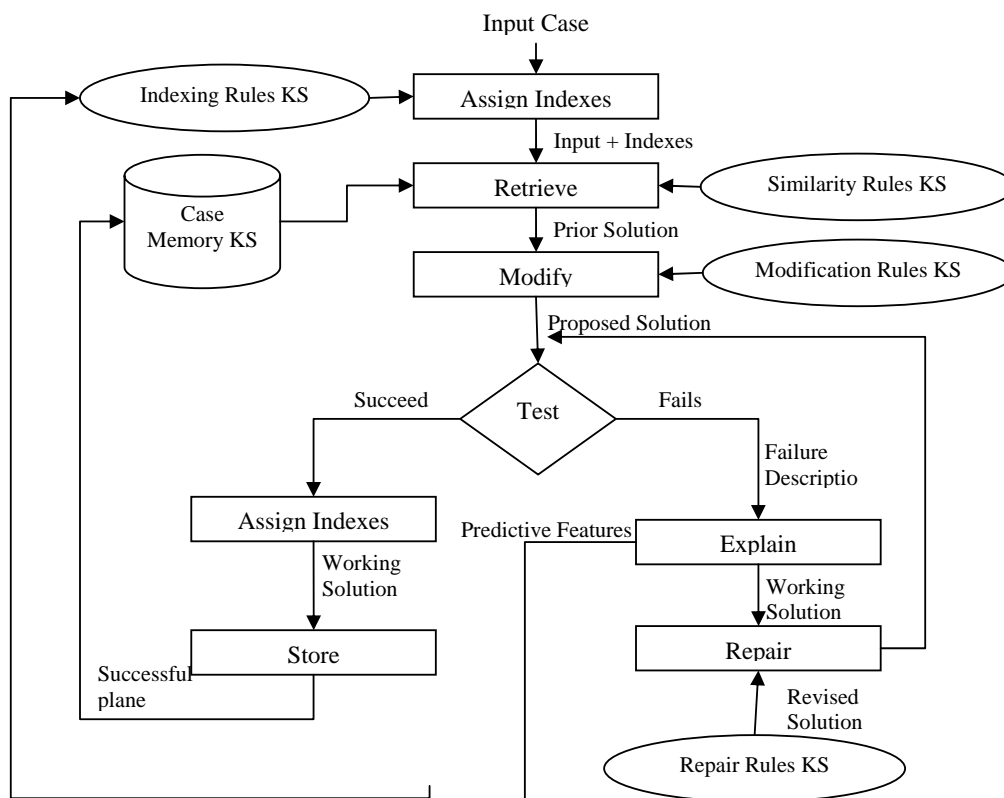 Input Case
Indexing Rules KS
Assign Indexes
Input + Indexes
Retrieve
Similarity Rules KS
Case
Memory KS
Prior Solution
Modify
Modification Rules KS
Proposed Solution
Succeed
Test
Fails
Failure
Descriptio
Assign Indexes
Predictive Features
Explain
Working
Solution
Working
Solution
Store
Repair
Successful
plane
Revised
Solution
Repair Rules KS